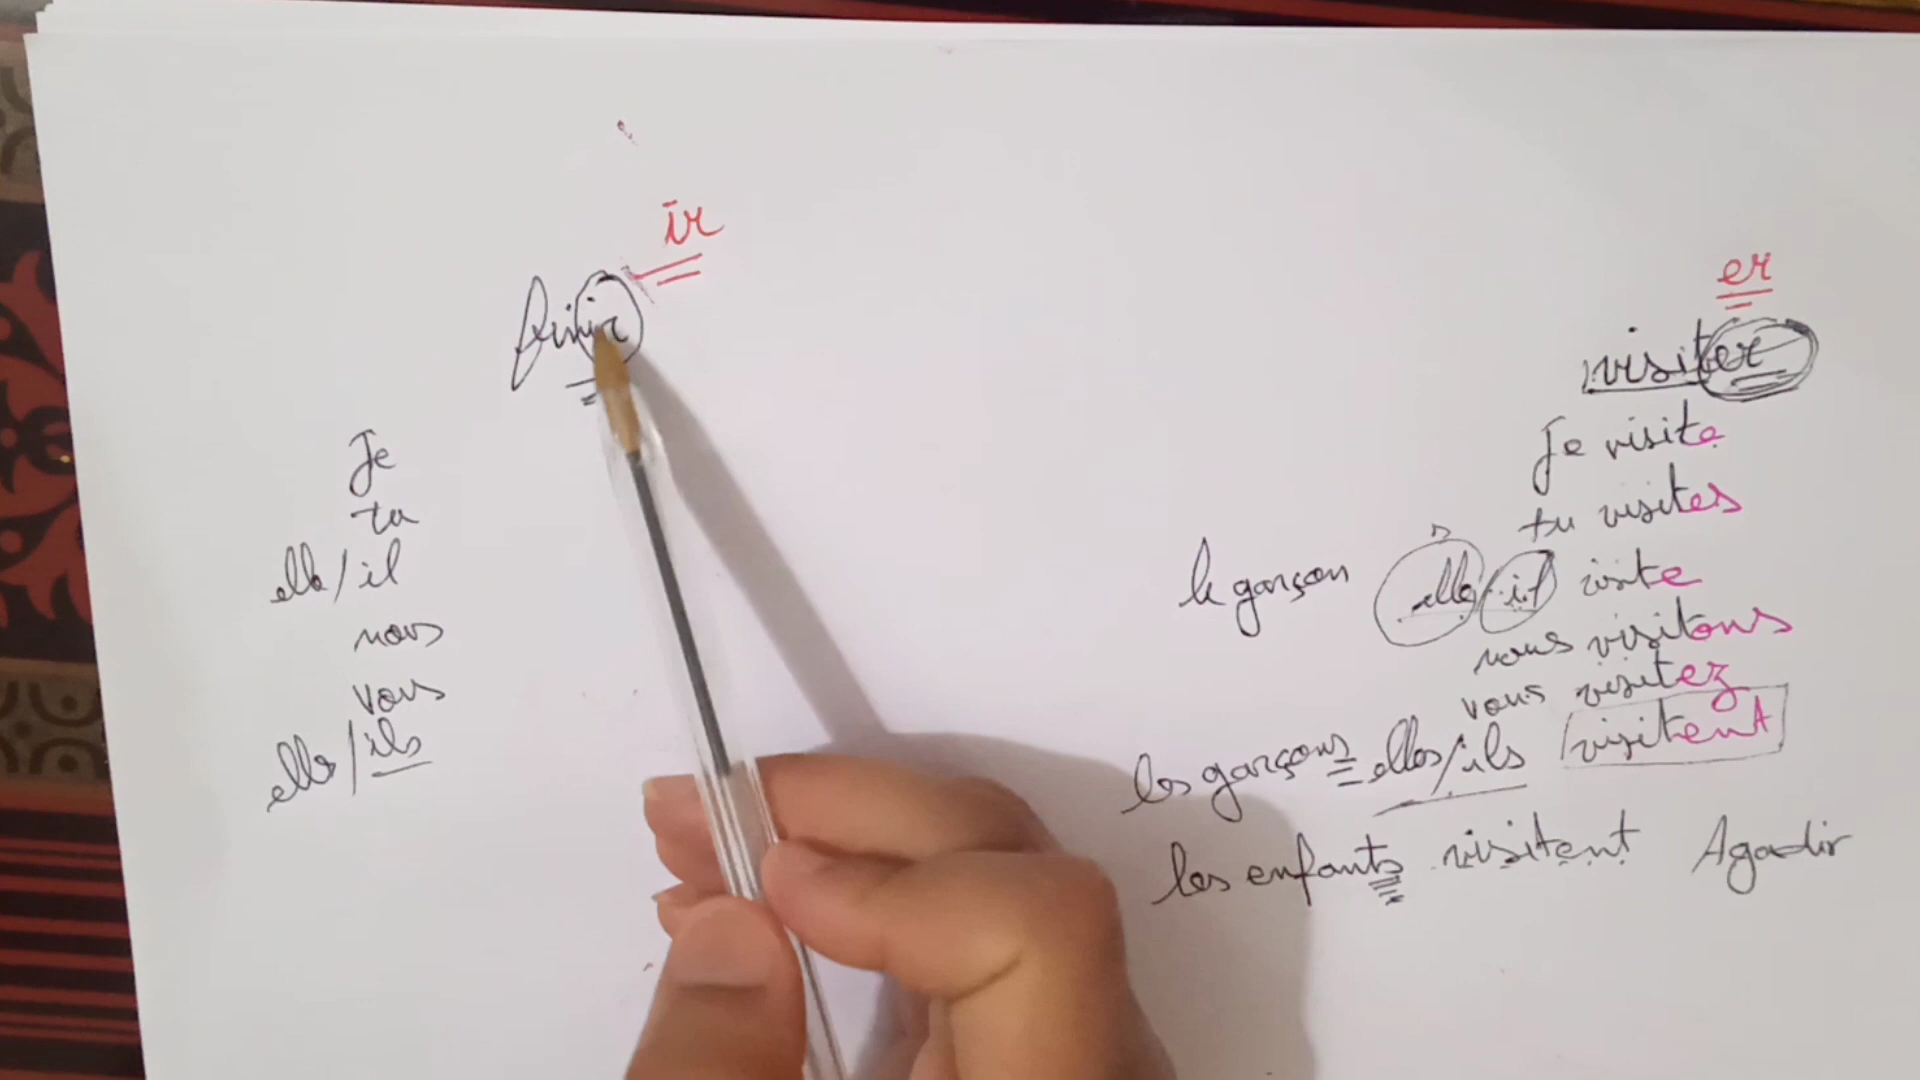 ir
finir
Je
tu
elle/il
nous
vous
elles/ils
er
visiter
Je visite
tu visites
le garçon elle/il visite
nous visitons
vous visitez
les garçons = elles/ils visitent
les enfants visitent Agadir